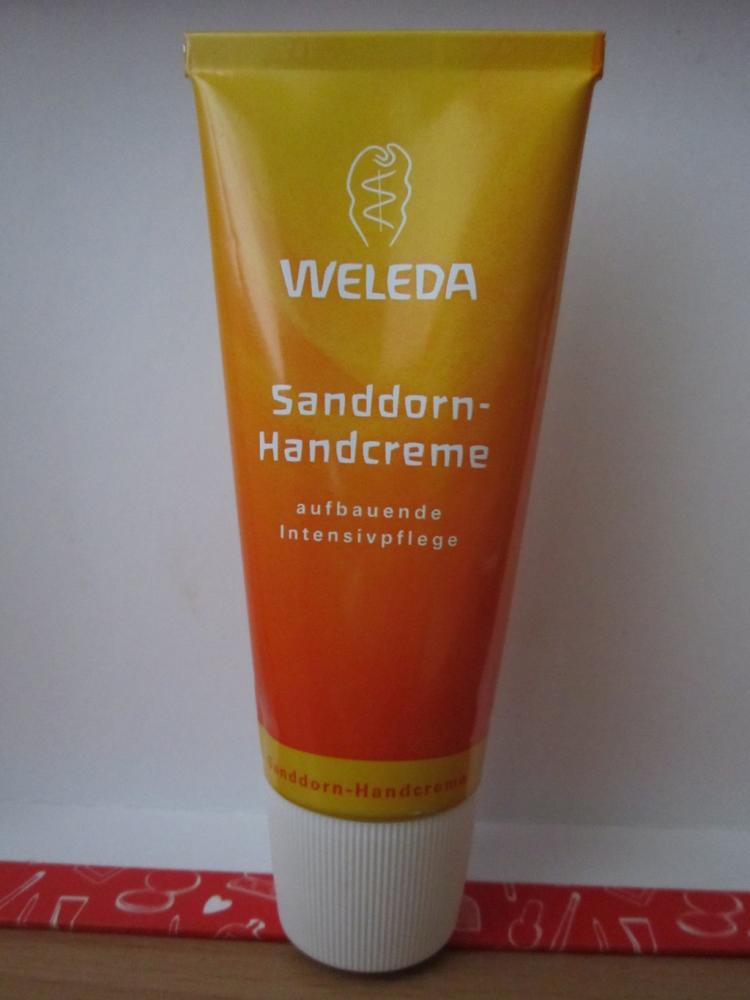 WELEDA
Sanddorn-
Handcreme
aufbauende
Intensivpflege
Sanddorn-Handcreme